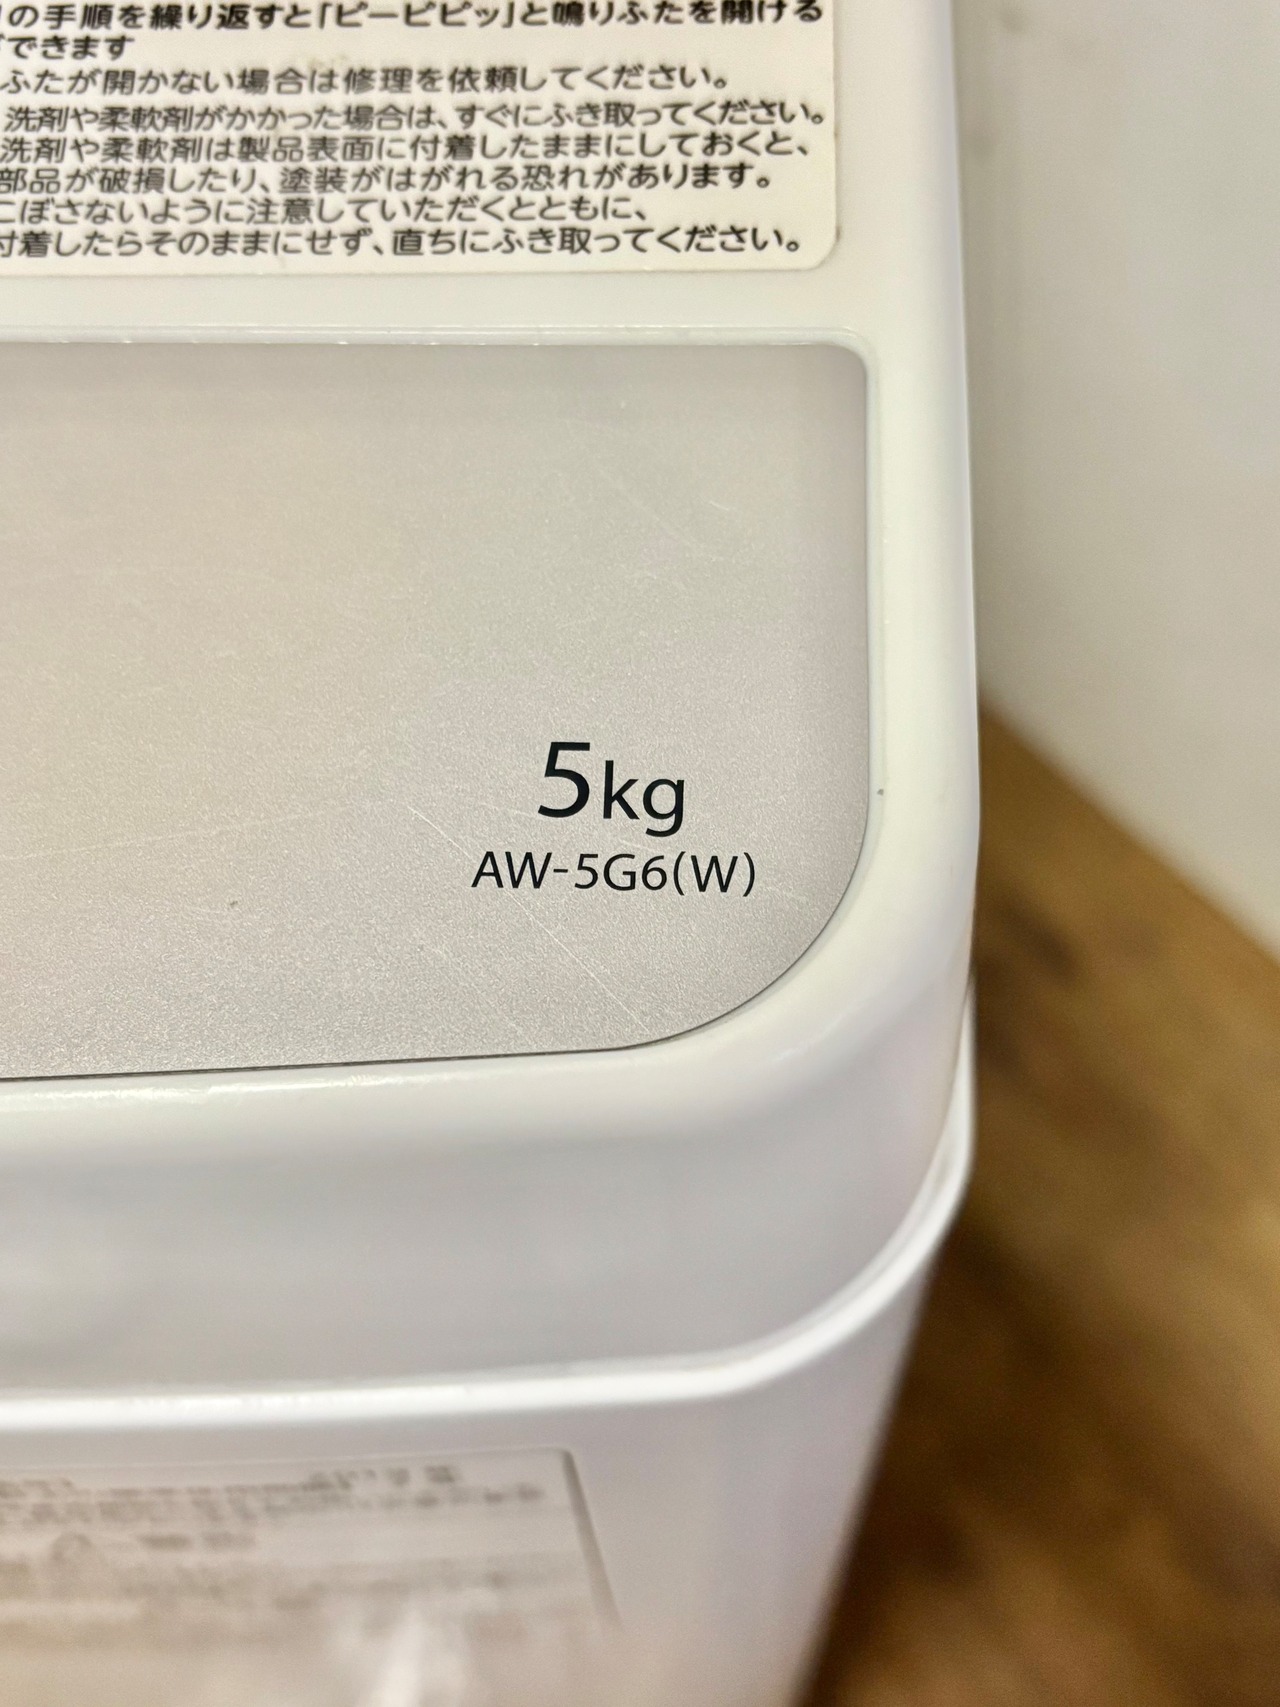 の手順を繰り返すと「ピーピピッ」と鳴りふたを開ける
できます
ふたが開かない場合は修理を依頼してください。
洗剤や柔軟剤がかかった場合は、すぐにふき取ってください。
洗剤や柔軟剤は製品表面に付着したままにしておくと、
部品が破損したり、塗装がはがれる恐れがあります。
こぼさないように注意していただくとともに、
付着したらそのままにせず、直ちにふき取ってください。
5kg
AW-5G6(W)